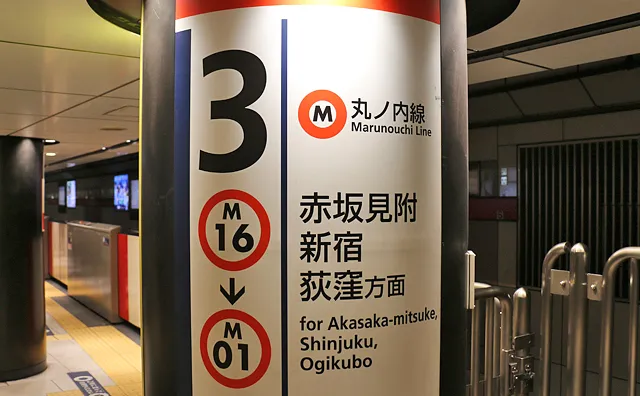 3
M
16
↓
M
01
M 丸ノ内線
Marunouchi Line
赤坂見附
新宿
荻窪方面
for Akasaka-mitsuke,
Shinjuku,
Ogikubo